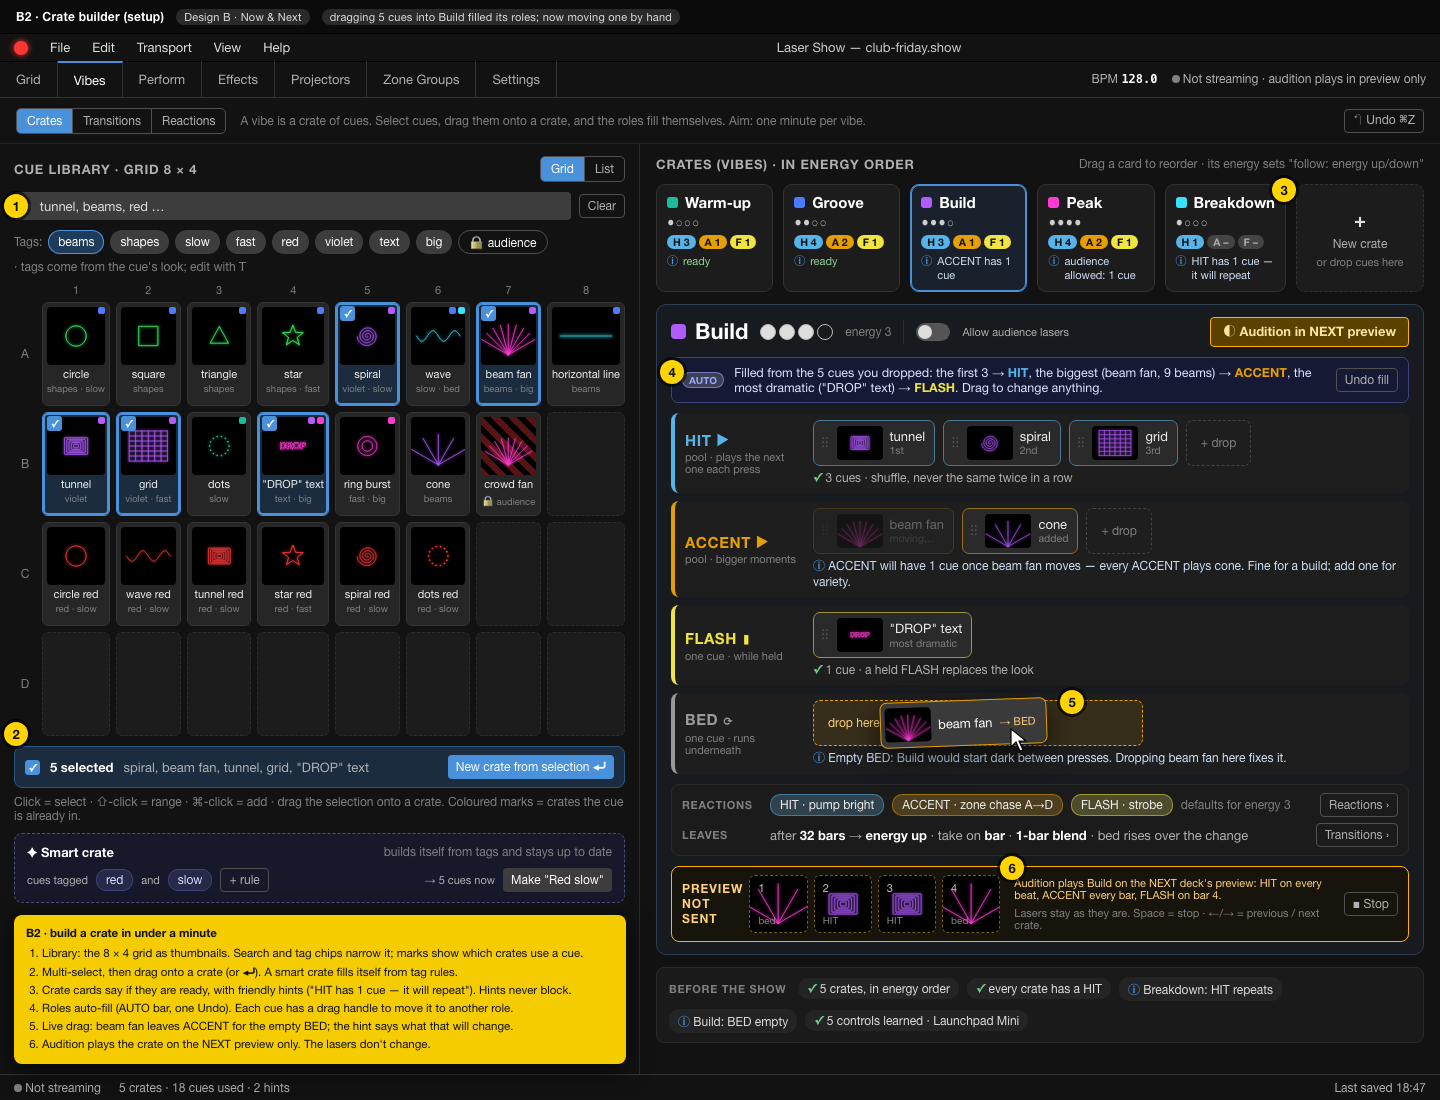 B2 · Crate builder (setup) Design B · Now & Next dragging 5 cues into Build filled its roles; now moving one by hand
File Edit Transport View Help Laser Show — club-friday.show
Grid Vibes Perform Effects Projectors Zone Groups Settings BPM 128.0 Not streaming · audition plays in preview only
Crates Transitions Reactions A vibe is a crate of cues. Select cues, drag them onto a crate, and the roles fill themselves. Aim: one minute per vibe. Undo ⌘Z
CUE LIBRARY · GRID 8 × 4 Grid List
1 tunnel, beams, red … Clear
Tags: beams shapes slow fast red violet text big 🔒 audience
· tags come from the cue's look; edit with T
1 2 3 4 5 6 7 8
A
circle square triangle star spiral wave beam fan horizontal line
shapes · slow shapes shapes shapes · fast violet · slow slow · bed beams · big beams
B
DROP
tunnel grid dots "DROP" text ring burst cone crowd fan
violet violet · fast slow text · big fast · big beams 🔒 audience
C
circle red wave red tunnel red star red spiral red dots red
red · slow red · slow red · slow red · fast red · slow red · slow
D
2
✓ 5 selected spiral, beam fan, tunnel, grid, "DROP" text New crate from selection ↵
Click = select · ⇧-click = range · ⌘-click = add · drag the selection onto a crate. Coloured marks = crates the cue
is already in.
✦ Smart crate builds itself from tags and stays up to date
cues tagged red and slow + rule → 5 cues now Make "Red slow"
B2 · build a crate in under a minute
1. Library: the 8 × 4 grid as thumbnails. Search and tag chips narrow it; marks show which crates use a cue.
2. Multi-select, then drag onto a crate (or ↵). A smart crate fills itself from tag rules.
3. Crate cards say if they are ready, with friendly hints ("HIT has 1 cue — it will repeat"). Hints never block.
4. Roles auto-fill (AUTO bar, one Undo). Each cue has a drag handle to move it to another role.
5. Live drag: beam fan leaves ACCENT for the empty BED; the hint says what that will change.
6. Audition plays the crate on the NEXT preview only. The lasers don't change.
CRATES (VIBES) · IN ENERGY ORDER Drag a card to reorder · its energy sets "follow: energy up/down"
3
Warm-up Groove Build Peak Breakdown
●○○○ ●●○○ ●●●○ ●●●● ●○○○
H 3 A 1 F 1 H 4 A 2 F 1 H 3 A 1 F 1 H 4 A 2 F 1 H 1 A – F –
ⓘ ready ⓘ ready ⓘ ACCENT has 1 cue ⓘ audience allowed: 1 cue ⓘ HIT has 1 cue — it will repeat
+
New crate
or drop cues here
Build energy 3 Allow audience lasers ◐ Audition in NEXT preview
4 AUTO Filled from the 5 cues you dropped: the first 3 → HIT, the biggest (beam fan, 9 beams) → ACCENT, the
most dramatic ("DROP" text) → FLASH. Drag to change anything. Undo fill
HIT ▶
pool · plays the next
one each press
tunnel 1st spiral 2nd grid 3rd + drop
✓ 3 cues · shuffle, never the same twice in a row
ACCENT ▶
pool · bigger moments
beam fan moving… cone added + drop
ⓘ ACCENT will have 1 cue once beam fan moves — every ACCENT plays cone. Fine for a build; add one for
variety.
FLASH ▮
one cue · while held
DROP "DROP" text
most dramatic
✓ 1 cue · a held FLASH replaces the look
BED ⟳
one cue · runs
underneath
drop here beam fan → BED 5
ⓘ Empty BED: Build would start dark between presses. Dropping beam fan here fixes it.
REACTIONS HIT · pump bright ACCENT · zone chase A→D FLASH · strobe defaults for energy 3 Reactions ›
LEAVES after 32 bars → energy up · take on bar · 1-bar blend · bed rises over the change Transitions ›
6
PREVIEW
NOT
SENT
1 bed 2 HIT 3 HIT 4 bed
Audition plays Build on the NEXT deck's preview: HIT on every
beat, ACCENT every bar, FLASH on bar 4.
Lasers stay as they are. Space = stop · ←/→ = previous / next
crate.
■ Stop
BEFORE THE SHOW ✓ 5 crates, in energy order ✓ every crate has a HIT ⓘ Breakdown: HIT repeats
ⓘ Build: BED empty ✓ 5 controls learned · Launchpad Mini
Not streaming 5 crates · 18 cues used · 2 hints Last saved 18:47